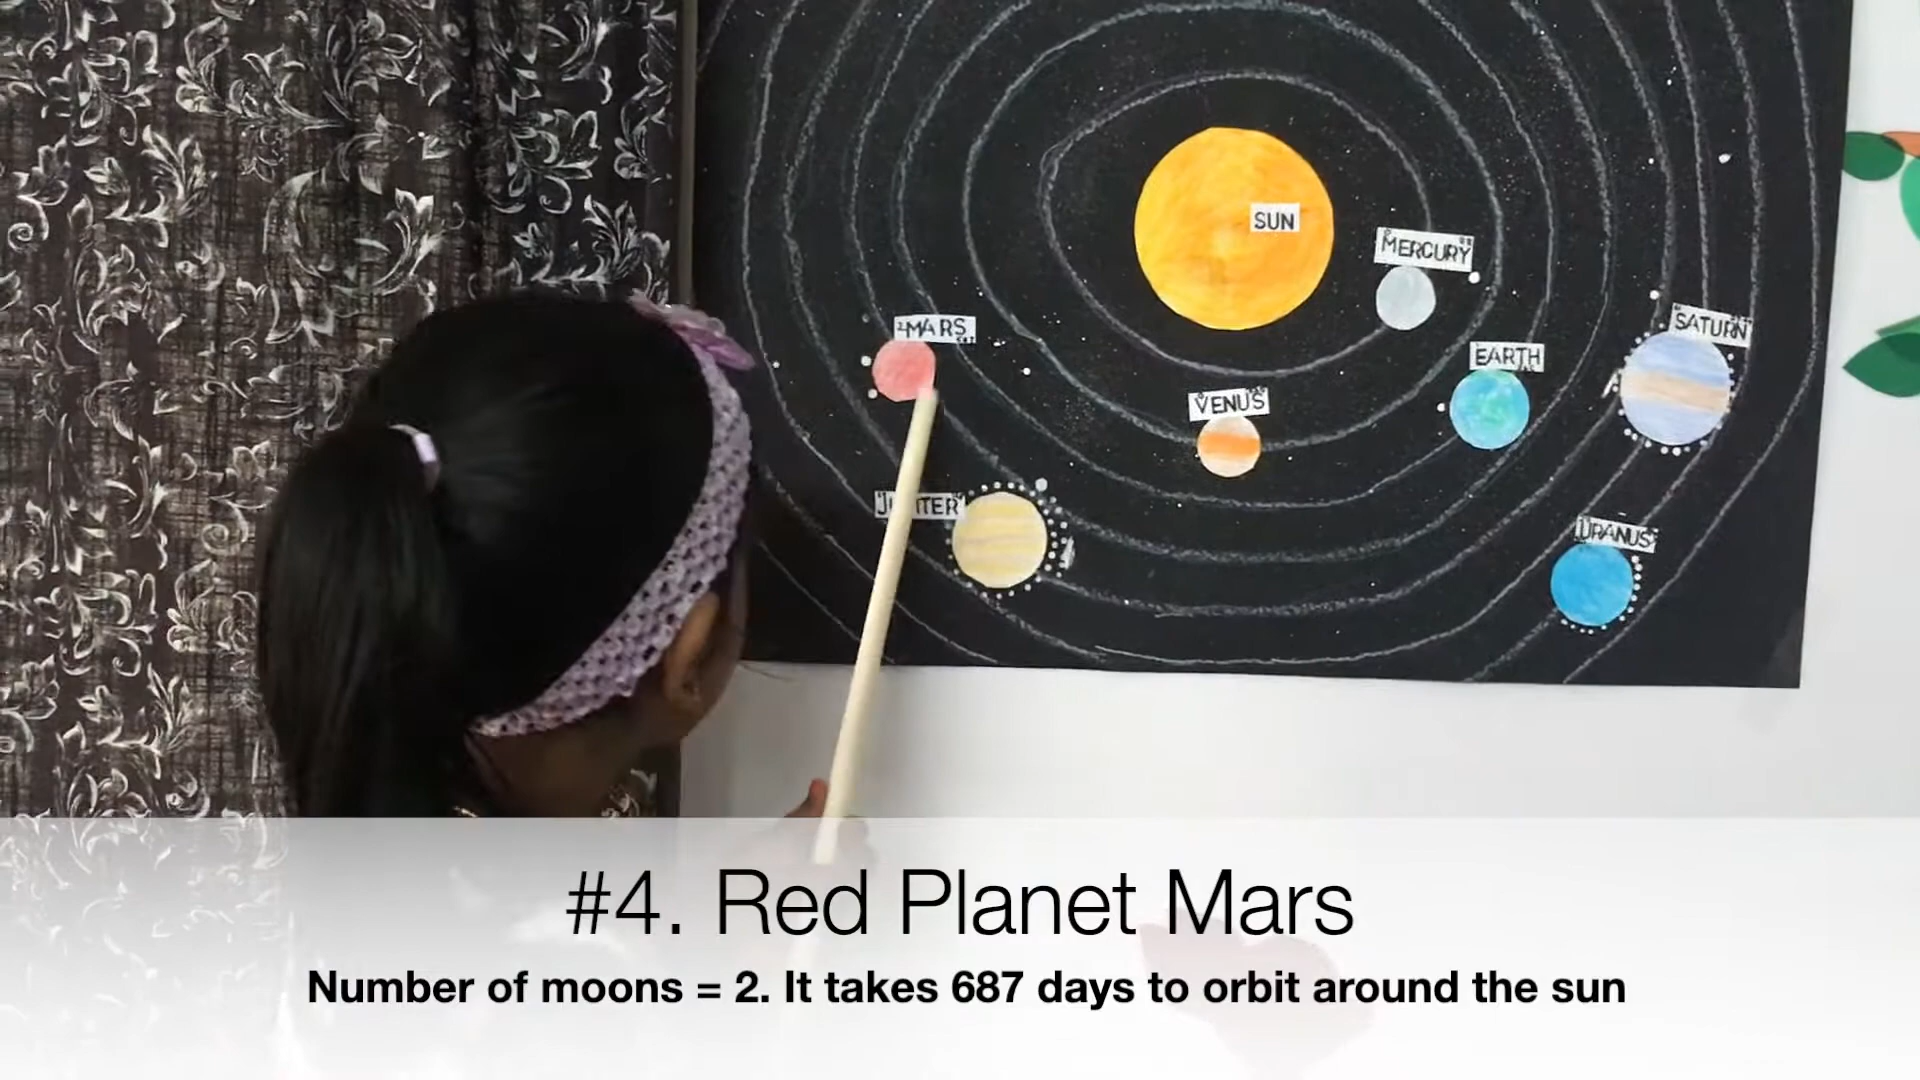 SUN
MERCURY
MARS
SATURN
EARTH
VENUS
URANUS
#4. Red Planet Mars
Number of moons = 2. It takes 687 days to orbit around the sun